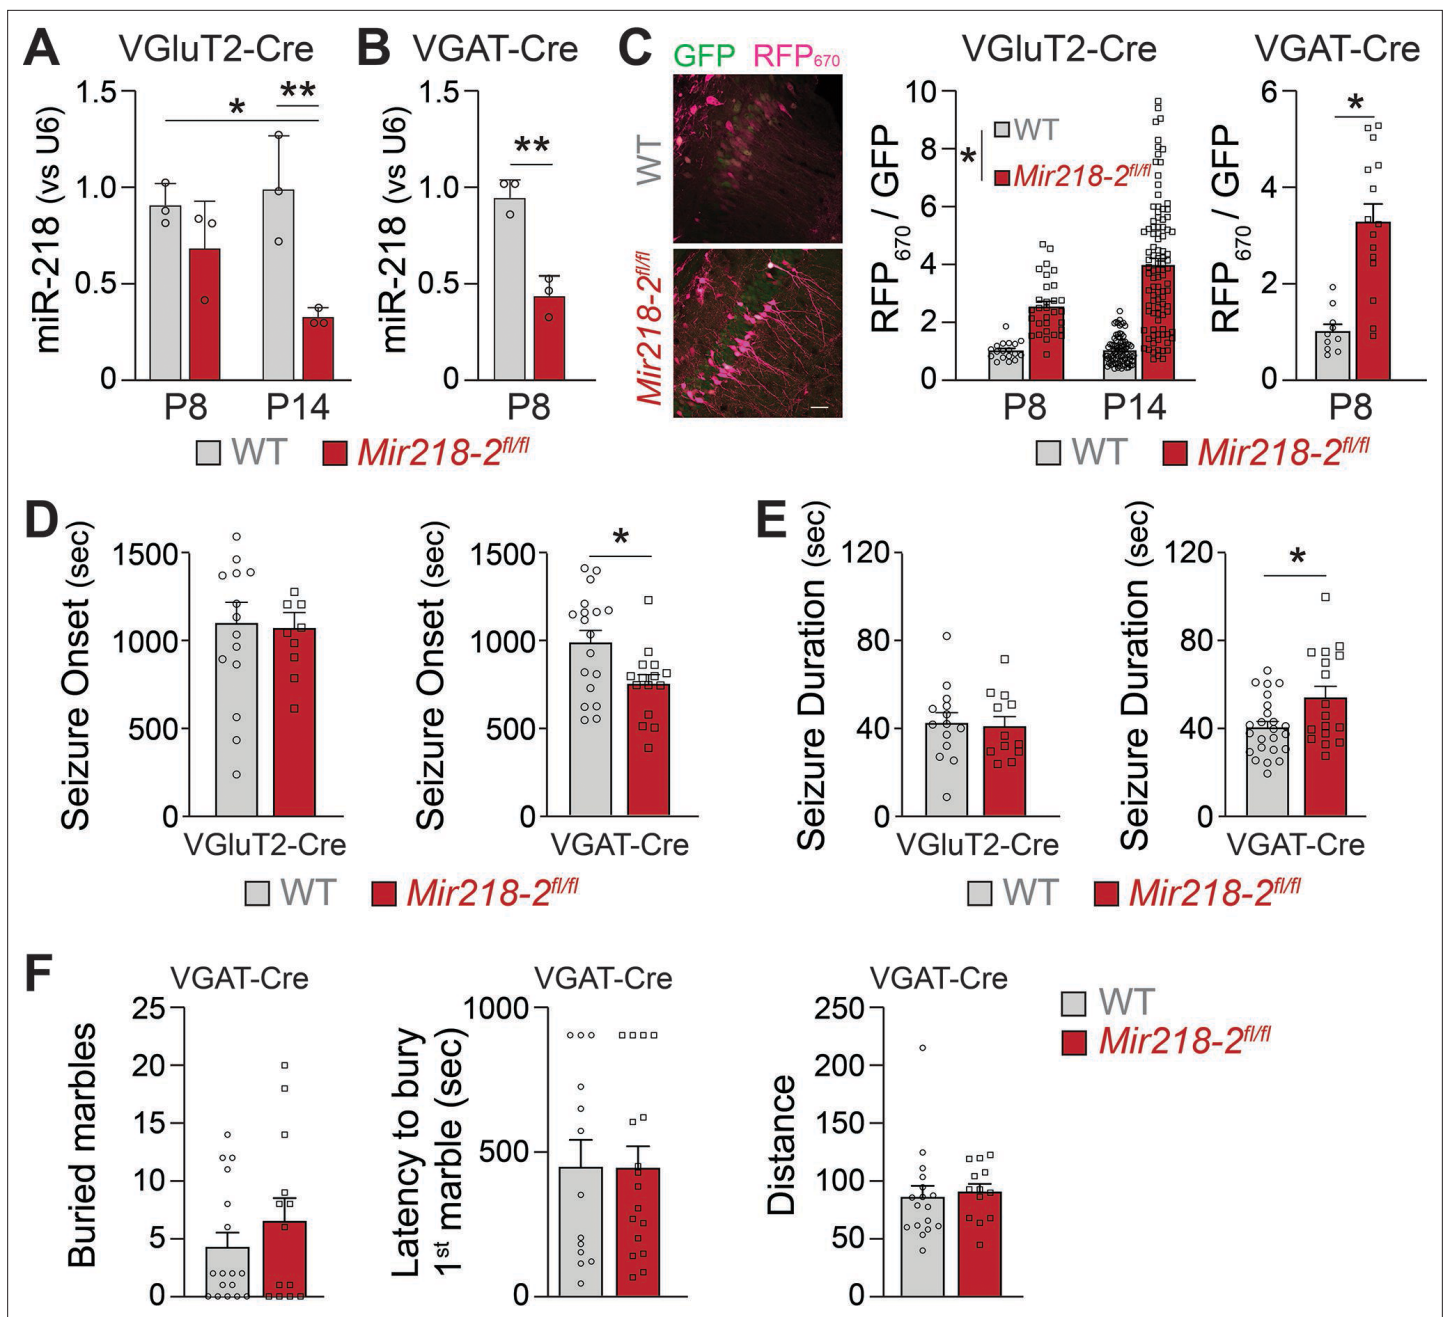 A VGluT2-Cre
miR-218 (vs U6)
1.5
1.0
0.5
0
*
**
P8 P14
B VGAT-Cre
miR-218 (vs U6)
1.5
1.0
0.5
0
**
P8
WT Mir218-2fl/fl
C GFP RFP670
WT
Mir218-2fl/fl
VGluT2-Cre
RFP670 / GFP
10
8
6
4
2
0
*
WT
Mir218-2fl/fl
P8 P14
VGAT-Cre
RFP670 / GFP
6
4
2
0
*
P8
WT Mir218-2fl/fl
D
Seizure Onset (sec)
1500
1000
500
0
VGluT2-Cre
Seizure Onset (sec)
1500
1000
500
0
*
VGAT-Cre
WT Mir218-2fl/fl
E
Seizure Duration (sec)
120
80
40
0
VGluT2-Cre
Seizure Duration (sec)
120
80
40
0
*
VGAT-Cre
WT Mir218-2fl/fl
F
VGAT-Cre
Buried marbles
25
20
15
10
5
0
VGAT-Cre
Latency to bury
1st marble (sec)
1000
500
0
VGAT-Cre
Distance
250
200
150
100
50
0
WT
Mir218-2fl/fl